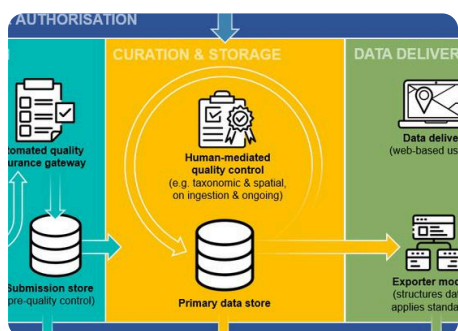 AUTHORISATION
CURATION & STORAGE
DATA DELIVER
tomated quality
urance gateway
Submission store
pre-quality control)
Human-mediated
quality control
(e.g. taxonomic & spatial,
on ingestion & ongoing)
Primary data store
Data delive
(web-based us
Exporter mod
(structures dat
applies standa